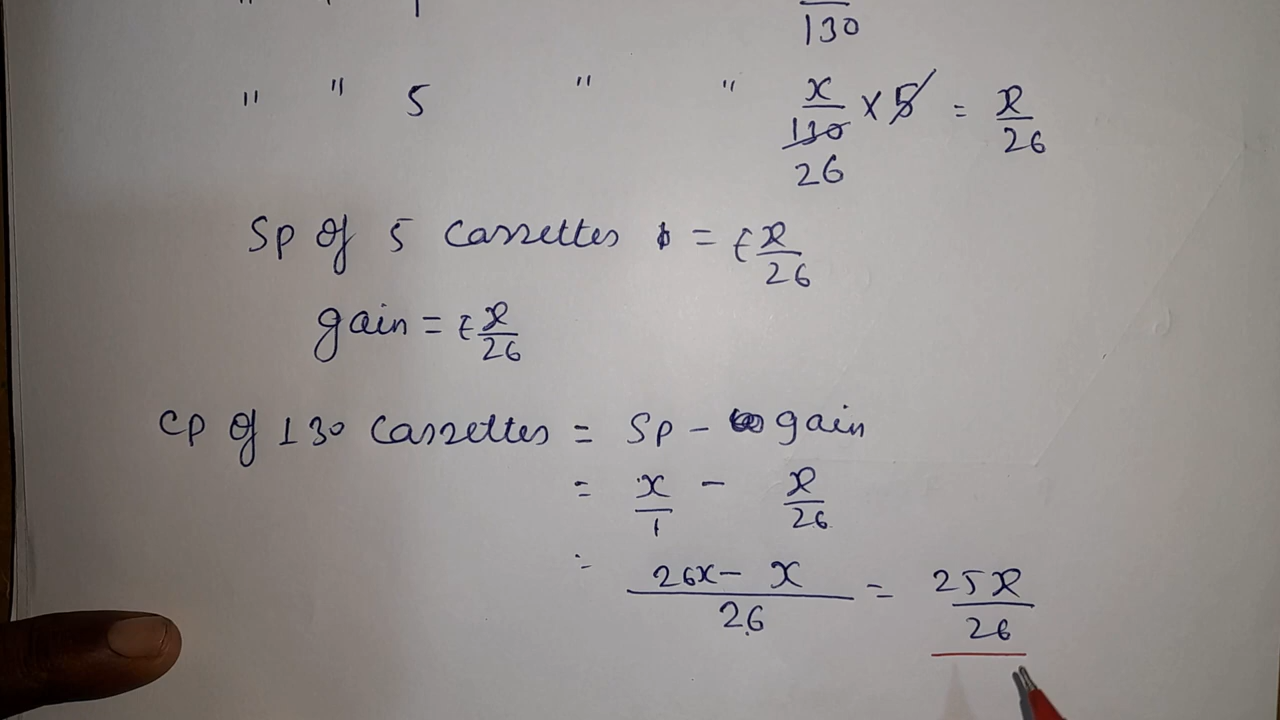 130
" " 5 " " x/130 × 5 = x/26
26
Sp of 5 Cassettes = ₹ x/26
gain = ₹ x/26
CP of 130 Cassettes = SP - gain
= x/1 - x/26
= 26x - x/26 = 25x/26